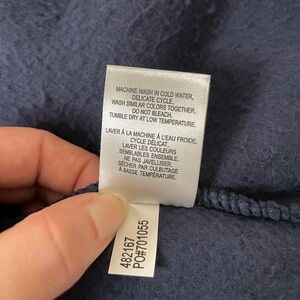 MACHINE WASH IN COLD WATER,
DELICATE CYCLE.
WASH SIMILAR COLORS TOGETHER.
DO NOT BLEACH.
TUMBLE DRY AT LOW TEMPERATURE.
LAVER À LA MACHINE À L'EAU FROIDE,
CYCLE DÉLICAT.
LAVER LES COULEURS
SEMBLABLES ENSEMBLE.
NE PAS JAVELLISER.
SÉCHER PAR CULBUTAGE
À BASSE TEMPÉRATURE.
482167
PO#701055